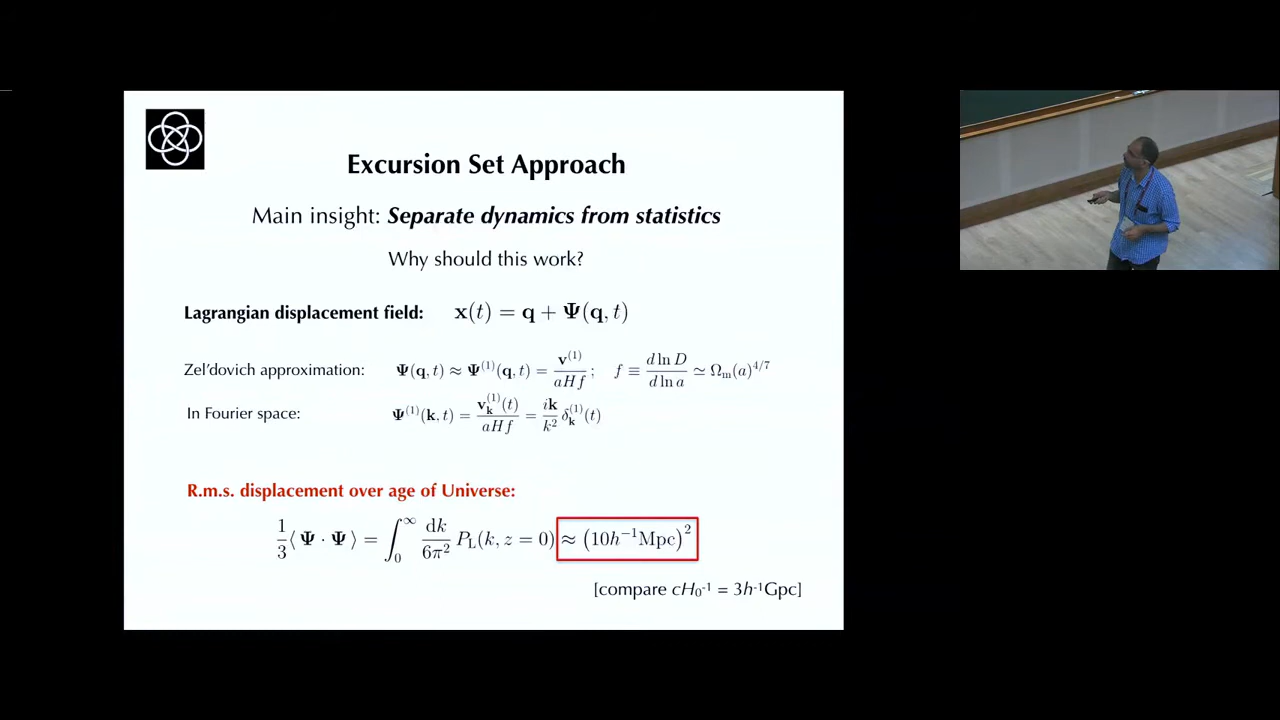 Excursion Set Approach
Main insight: Separate dynamics from statistics
Why should this work?
Lagrangian displacement field: x(t) = q + Ψ(q, t)
Zel'dovich approximation: Ψ(q, t) ≈ Ψ⁽¹⁾(q, t) = v⁽¹⁾/(aHf) ; f ≡ d ln D/d ln a ≃ Ωₘ(a)^{4/7}
In Fourier space: Ψ⁽¹⁾(k, t) = v_k⁽¹⁾(t)/(aHf) = (ik/k²) δ_k⁽¹⁾(t)
R.m.s. displacement over age of Universe:
1/3 ⟨ Ψ · Ψ ⟩ = ∫₀^∞ dk/(6π²) P_L(k, z = 0) ≈ (10h⁻¹Mpc)²
[compare cH₀⁻¹ = 3h⁻¹Gpc]